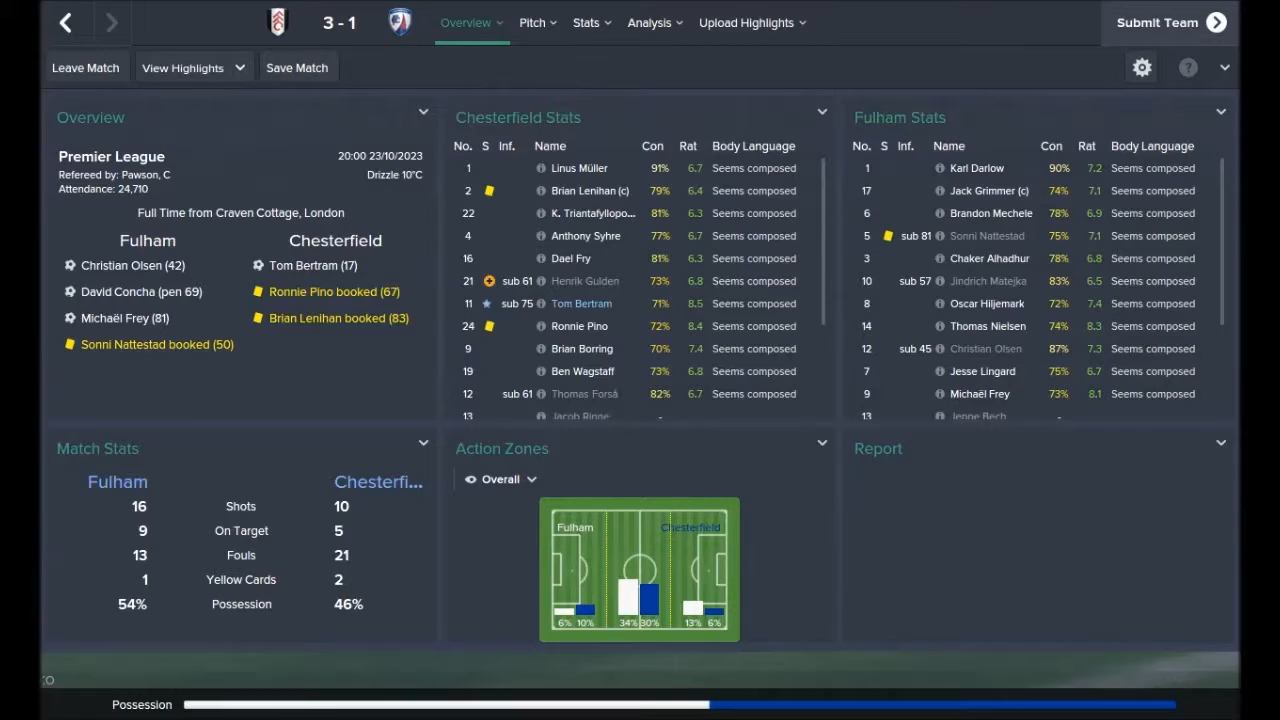 3 - 1
Overview
Pitch
Stats
Analysis
Upload Highlights
Submit Team
Leave Match
View Highlights
Save Match
Overview
Premier League
20:00 23/10/2023
Refereed by: Pawson, C
Drizzle 10°C
Attendance: 24,710
Full Time from Craven Cottage, London
Fulham Chesterfield
Christian Olsen (42) Tom Bertram (17)
David Concha (pen 69) Ronnie Pino booked (67)
Michaël Frey (81) Brian Lenihan booked (83)
Sonni Nattestad booked (50)
Chesterfield Stats
No. S Inf. Name Con Rat Body Language
1 Linus Müller 91% 6.7 Seems composed
2 Brian Lenihan (c) 79% 6.4 Seems composed
22 K. Triantafyllopo... 81% 6.3 Seems composed
4 Anthony Syhre 77% 6.7 Seems composed
16 Dael Fry 81% 6.3 Seems composed
21 sub 61 Henrik Gulden 73% 6.8 Seems composed
11 sub 75 Tom Bertram 71% 8.5 Seems composed
24 Ronnie Pino 72% 8.4 Seems composed
9 Brian Borring 70% 7.4 Seems composed
19 Ben Wagstaff 73% 6.8 Seems composed
12 sub 61 Thomas Forså 82% 6.7 Seems composed
13 Jacob Rinne -
Fulham Stats
No. S Inf. Name Con Rat Body Language
1 Karl Darlow 90% 7.2 Seems composed
17 Jack Grimmer (c) 74% 7.1 Seems composed
6 Brandon Mechele 78% 6.9 Seems composed
5 sub 81 Sonni Nattestad 75% 7.1 Seems composed
3 Chaker Alhadhur 78% 6.8 Seems composed
10 sub 57 Jindrich Matejka 83% 6.5 Seems composed
8 Oscar Hiljemark 72% 7.4 Seems composed
14 Thomas Nielsen 74% 8.3 Seems composed
12 sub 45 Christian Olsen 87% 7.3 Seems composed
7 Jesse Lingard 75% 6.7 Seems composed
9 Michaël Frey 73% 8.1 Seems composed
13 Jeppe Bech -
Match Stats
Fulham Chesterfi...
16 Shots 10
9 On Target 5
13 Fouls 21
1 Yellow Cards 2
54% Possession 46%
Action Zones
Overall
Fulham Chesterfield
6% 10% 34% 30% 13% 6%
Report
Possession